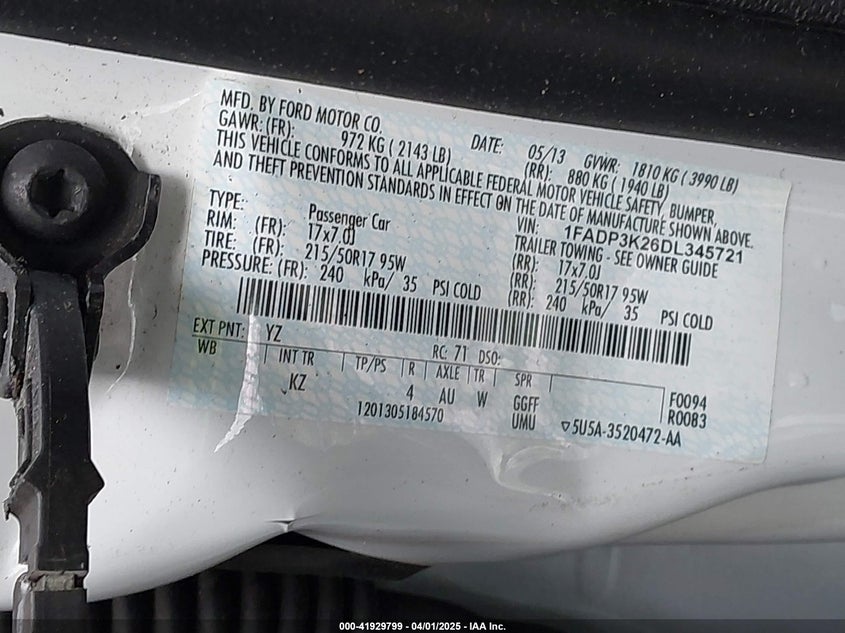 MFD. BY FORD MOTOR CO.
DATE: 05/13 GVWR: 1810 KG ( 3990 LB)
GAWR: (FR): 972 KG ( 2143 LB) (RR): 880 KG ( 1940 LB)
THIS VEHICLE CONFORMS TO ALL APPLICABLE FEDERAL MOTOR VEHICLE SAFETY, BUMPER,
AND THEFT PREVENTION STANDARDS IN EFFECT ON THE DATE OF MANUFACTURE SHOWN ABOVE.
VIN: 1FADP3K26DL345721
TYPE: Passenger Car TRAILER TOWING - SEE OWNER GUIDE
RIM: (FR): 17x7.0J (RR): 17x7.0J
TIRE: (FR): 215/50R17 95W (RR): 215/50R17 95W
PRESSURE: (FR): 240 kPa/ 35 PSI COLD (RR): 240 kPa/ 35 PSI COLD
EXT PNT: YZ RC: 71 DSO:
WB INT TR TP/PS R AXLE TR SPR F0094
KZ 4 AU W GGFF R0083
1201305184570 UMU ▽5U5A-3520472-AA
000-41929799 - 04/01/2025 - IAA Inc.